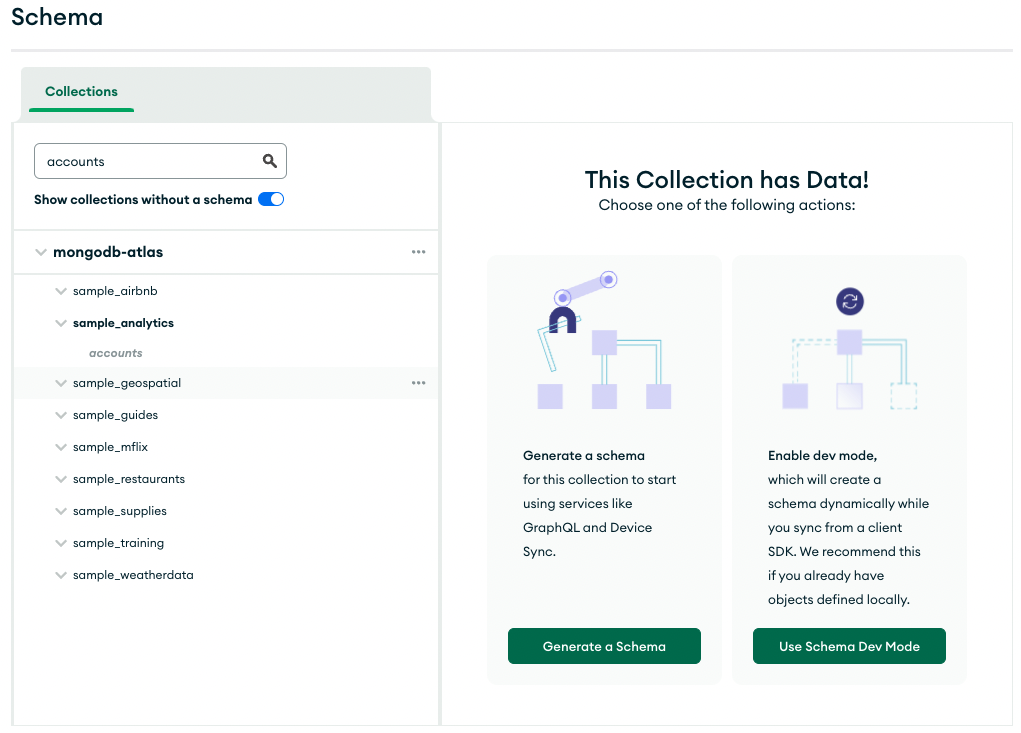 Schema
Collections
accounts
Show collections without a schema
mongodb-atlas
sample_airbnb
sample_analytics
accounts
sample_geospatial
sample_guides
sample_mflix
sample_restaurants
sample_supplies
sample_training
sample_weatherdata
This Collection has Data!
Choose one of the following actions:
Generate a schema
for this collection to start
using services like
GraphQL and Device
Sync.
Generate a Schema
Enable dev mode,
which will create a
schema dynamically while
you sync from a client
SDK. We recommend this
if you already have
objects defined locally.
Use Schema Dev Mode